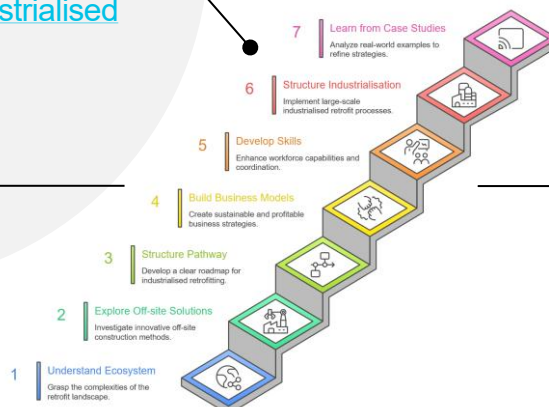 strialised
7 Learn from Case Studies
Analyze real-world examples to
refine strategies.
6 Structure Industrialisation
Implement large-scale
industrialised retrofit processes.
5 Develop Skills
Enhance workforce capabilities and
coordination.
4 Build Business Models
Create sustainable and profitable
business strategies.
3 Structure Pathway
Develop a clear roadmap for
industrialised retrofitting.
2 Explore Off-site Solutions
Investigate innovative off-site
construction methods.
1 Understand Ecosystem
Grasp the complexities of the
retrofit landscape.